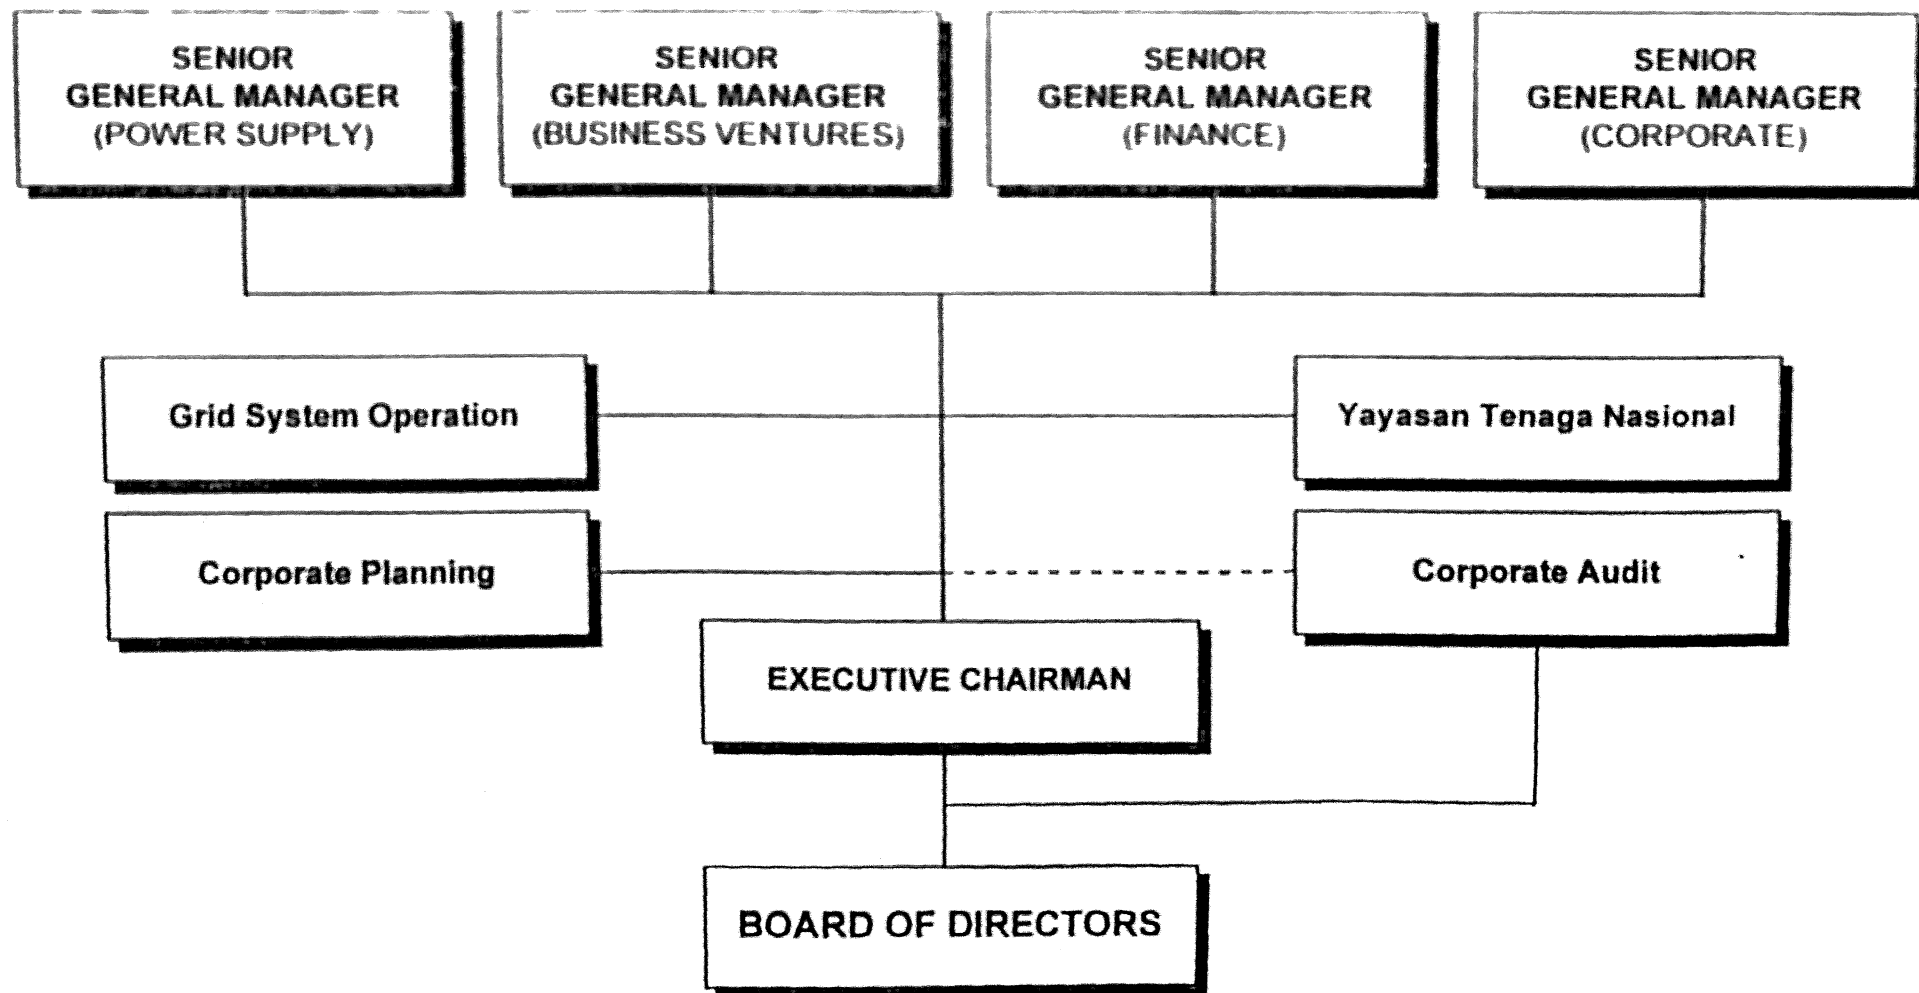 SENIOR
GENERAL MANAGER
(POWER SUPPLY)
SENIOR
GENERAL MANAGER
(BUSINESS VENTURES)
SENIOR
GENERAL MANAGER
(FINANCE)
SENIOR
GENERAL MANAGER
(CORPORATE)
Grid System Operation
Yayasan Tenaga Nasional
Corporate Planning
Corporate Audit
EXECUTIVE CHAIRMAN
BOARD OF DIRECTORS